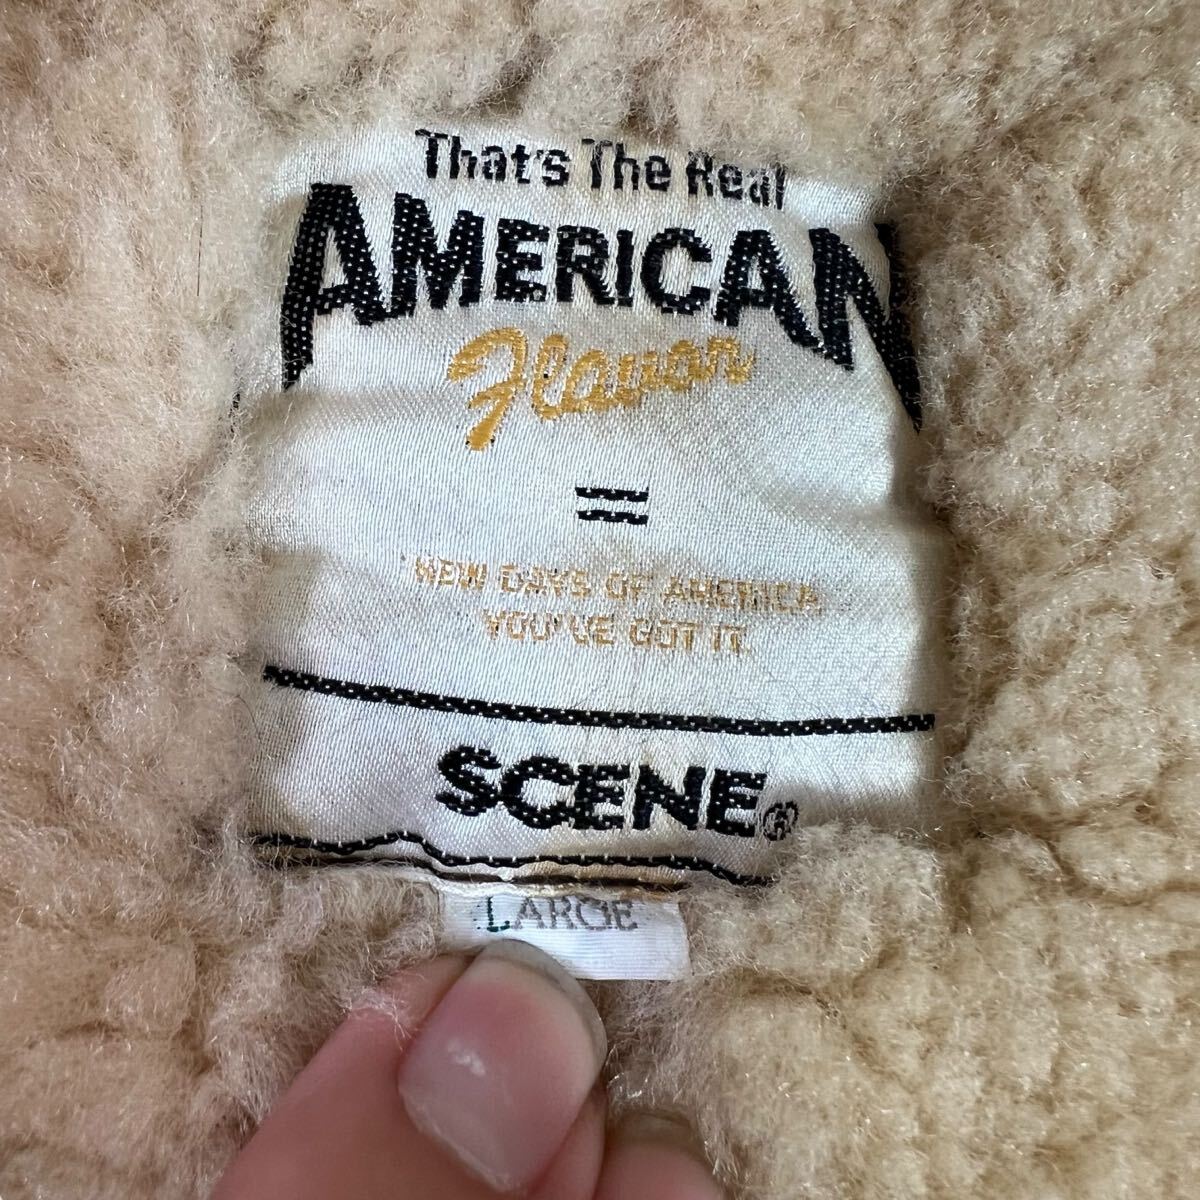 That's The Real
AMERICAN
Flavor
=
NEW DAYS OF AMERICA
YOU'VE GOT IT.
SCENE®
LARGE